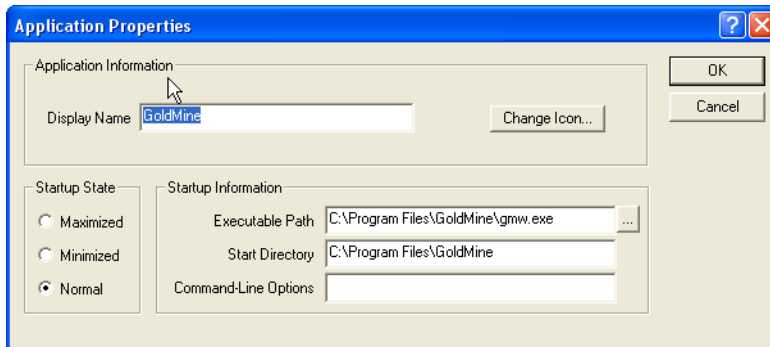 Application Properties
Application Information
Display Name GoldMine Change Icon...
OK
Cancel
Startup State
Maximized
Minimized
Normal
Startup Information
Executable Path C:\Program Files\GoldMine\gmw.exe ...
Start Directory C:\Program Files\GoldMine
Command-Line Options